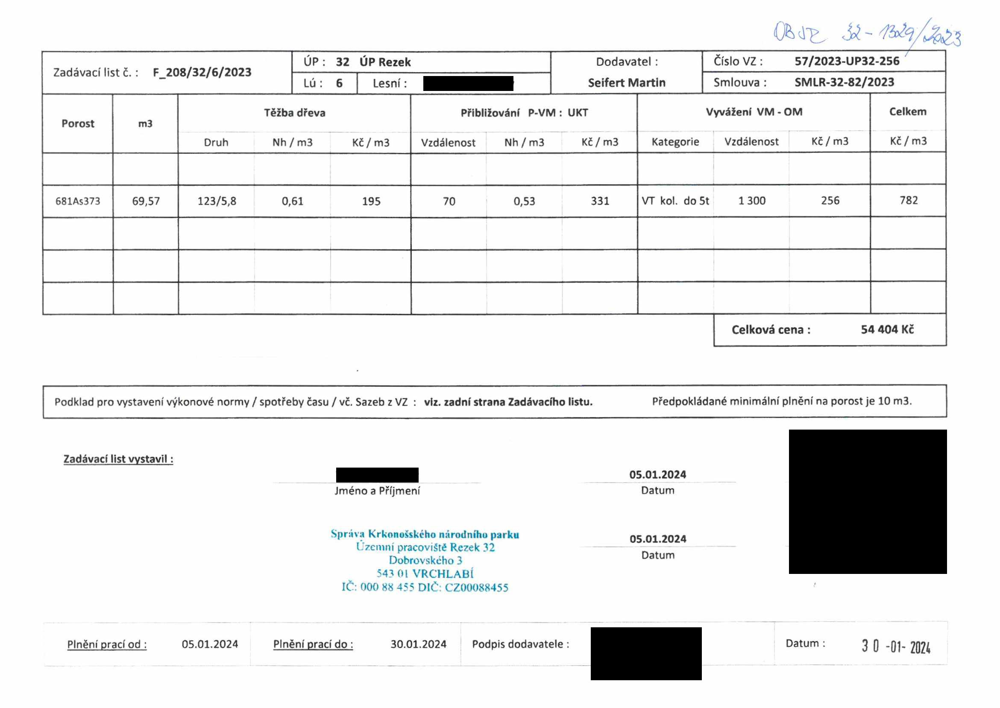 OBJZ 32-1329/2023
Zadávací list č. : F_208/32/6/2023
ÚP : 32 ÚP Rezek
Lú : 6 Lesní :
Dodavatel :
Seifert Martin
Číslo VZ : 57/2023-UP32-256
Smlouva : SMLR-32-82/2023
Porost m3 Těžba dřeva Přibližování P-VM : UKT Vyvážení VM - OM Celkem
Druh Nh / m3 Kč / m3 Vzdálenost Nh / m3 Kč / m3 Kategorie Vzdálenost Kč / m3 Kč / m3
681As373 69,57 123/5,8 0,61 195 70 0,53 331 VT kol. do 5t 1 300 256 782
Celková cena : 54 404 Kč
Podklad pro vystavení výkonové normy / spotřeby času / vč. Sazeb z VZ : viz. zadní strana Zadávacího listu. Předpokládané minimální plnění na porost je 10 m3.
Zadávací list vystavil :
05.01.2024
Jméno a Příjmení Datum
Správa Krkonošského národního parku
Územní pracoviště Rezek 32
Dobrovského 3
543 01 VRCHLABÍ
IČ: 000 88 455 DIČ: CZ00088455
05.01.2024
Datum
Plnění prací od : 05.01.2024 Plnění prací do : 30.01.2024 Podpis dodavatele : Datum : 30 -01- 2024